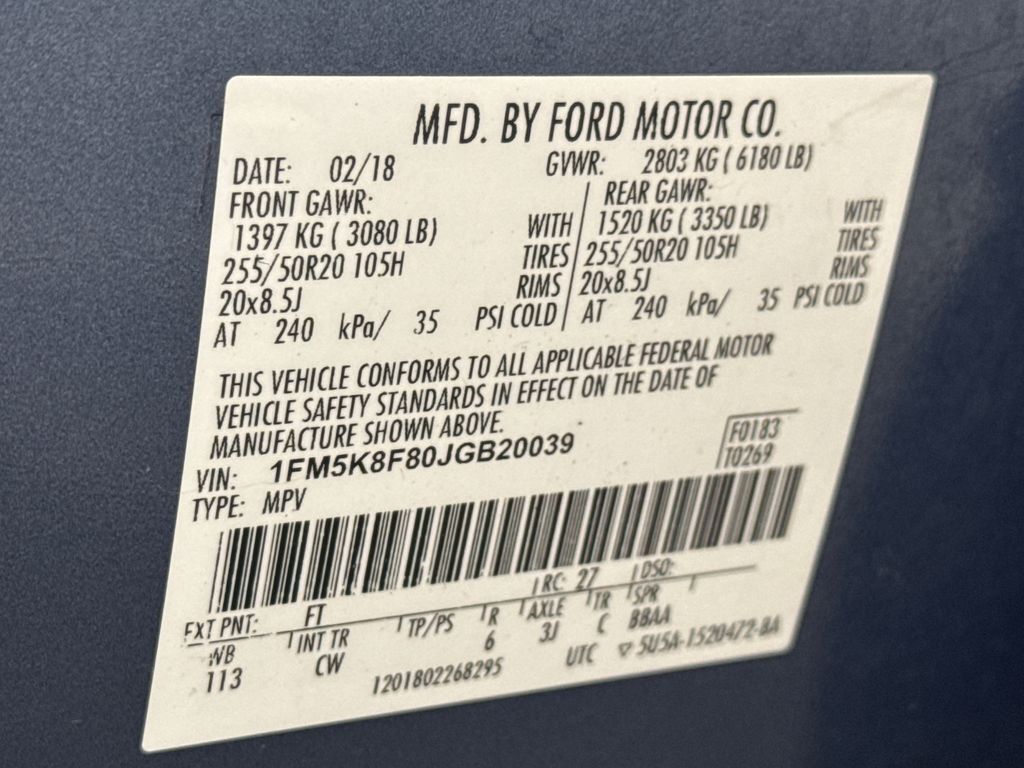 MFD. BY FORD MOTOR CO.
DATE: 02/18 GVWR: 2803 KG ( 6180 LB)
FRONT GAWR: REAR GAWR:
1397 KG ( 3080 LB) WITH 1520 KG ( 3350 LB) WITH
255/50R20 105H TIRES 255/50R20 105H TIRES
20x8.5J RIMS 20x8.5J RIMS
AT 240 kPa/ 35 PSI COLD AT 240 kPa/ 35 PSI COLD
THIS VEHICLE CONFORMS TO ALL APPLICABLE FEDERAL MOTOR
VEHICLE SAFETY STANDARDS IN EFFECT ON THE DATE OF
MANUFACTURE SHOWN ABOVE.
VIN: 1FM5K8F80JGB20039 F0183
TYPE: MPV T0269
EXT PNT: FT RC: 27 DSO:
WB INT TR TP/PS R AXLE TR SPR
113 CW 6 3J C BBAA
1201802268295 UTC ▽ 5U5A-1520472-BA